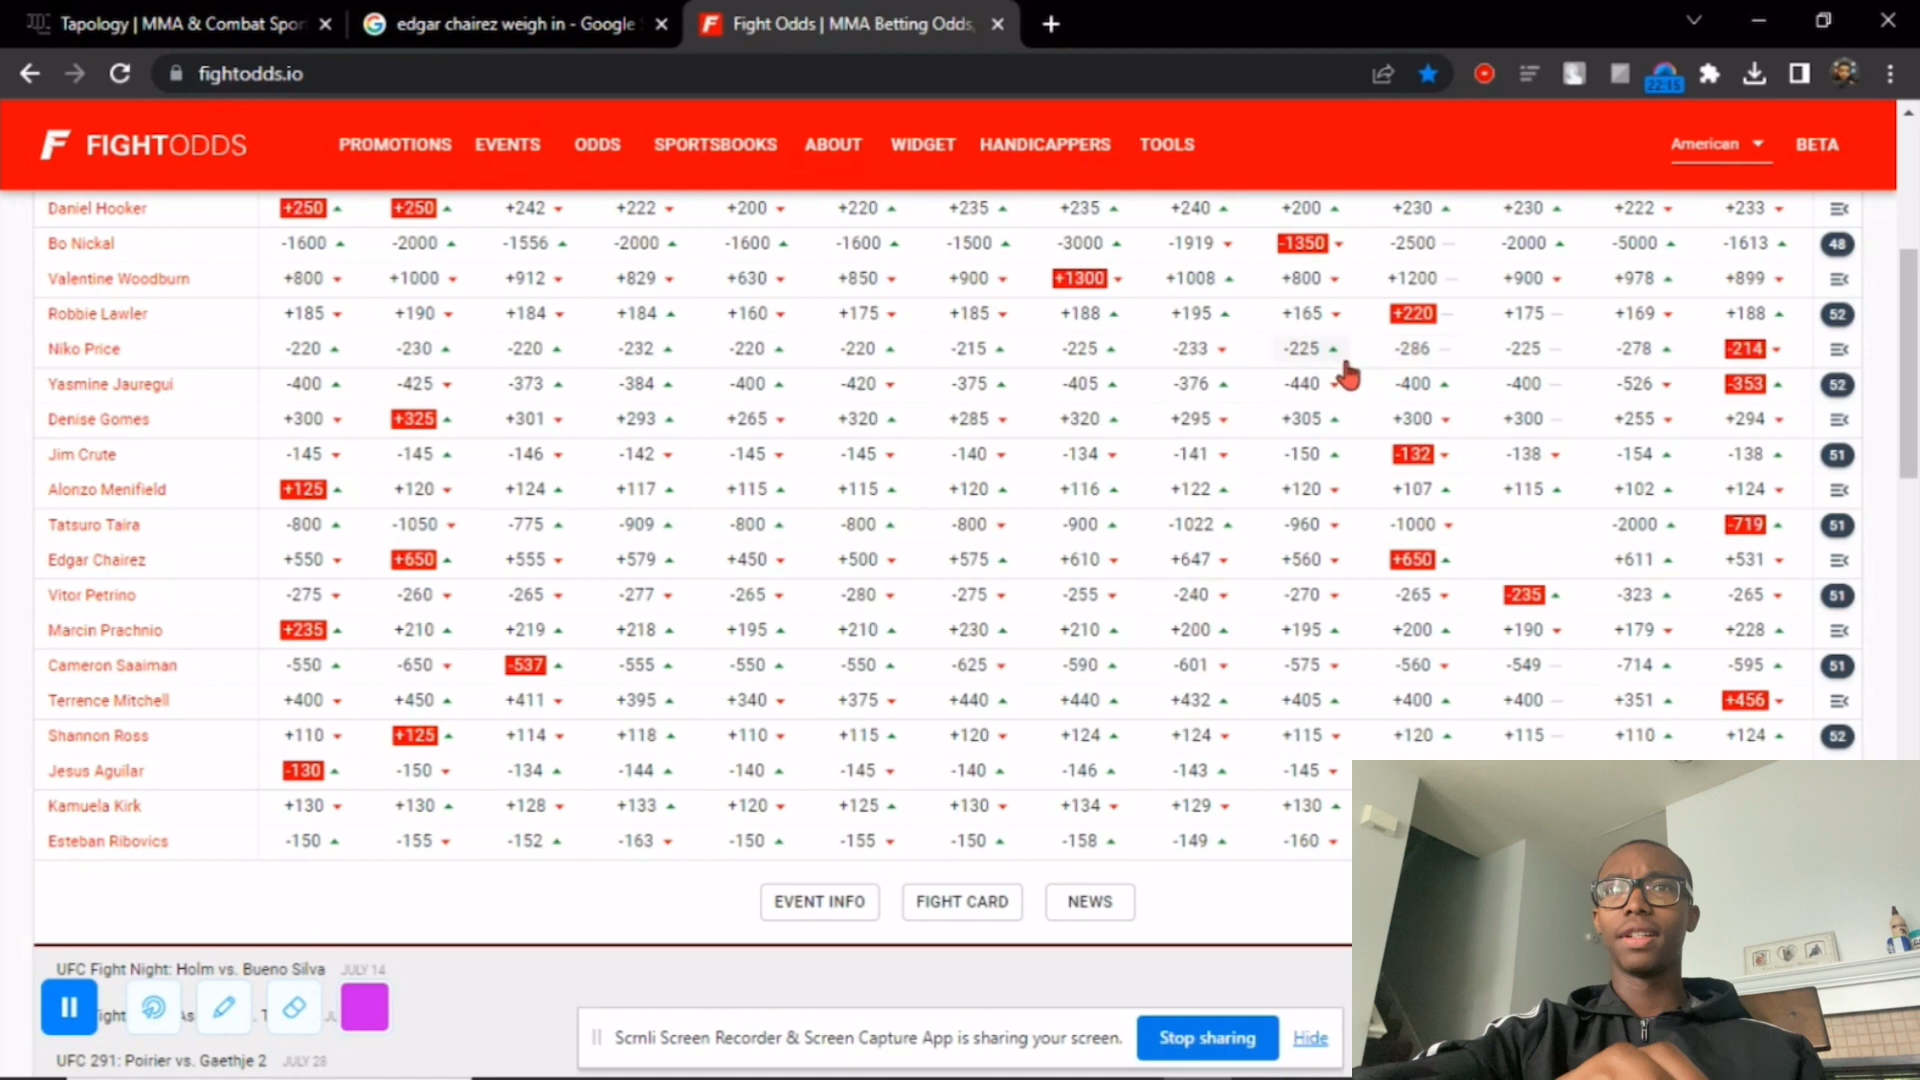 Tapology | MMA & Combat Spor
edgar chairez weigh in - Google
Fight Odds | MMA Betting Odds,
fightodds.io
22:15
FIGHTODDS PROMOTIONS EVENTS ODDS SPORTSBOOKS ABOUT WIDGET HANDICAPPERS TOOLS American BETA
Daniel Hooker +250 +250 +242 +222 +200 +220 +235 +235 +240 +200 +230 +230 +222 +233
Bo Nickal -1600 -2000 -1556 -2000 -1600 -1600 -1500 -3000 -1919 -1350 -2500 -2000 -5000 -1613 48
Valentine Woodburn +800 +1000 +912 +829 +630 +850 +900 +1300 +1008 +800 +1200 +900 +978 +899
Robbie Lawler +185 +190 +184 +184 +160 +175 +185 +188 +195 +165 +220 +175 +169 +188 52
Niko Price -220 -230 -220 -232 -220 -220 -215 -225 -233 -225 -286 -225 -278 -214
Yasmine Jauregui -400 -425 -373 -384 -400 -420 -375 -405 -376 -440 -400 -400 -526 -353 52
Denise Gomes +300 +325 +301 +293 +265 +320 +285 +320 +295 +305 +300 +300 +255 +294
Jim Crute -145 -145 -146 -142 -145 -145 -140 -134 -141 -150 -132 -138 -154 -138 51
Alonzo Menifield +125 +120 +124 +117 +115 +115 +120 +116 +122 +120 +107 +115 +102 +124
Tatsuro Taira -800 -1050 -775 -909 -800 -800 -800 -900 -1022 -960 -1000 -2000 -719 51
Edgar Chairez +550 +650 +555 +579 +450 +500 +575 +610 +647 +560 +650 +611 +531
Vitor Petrino -275 -260 -265 -277 -265 -280 -275 -255 -240 -270 -265 -235 -323 -265 51
Marcin Prachnio +235 +210 +219 +218 +195 +210 +230 +210 +200 +195 +200 +190 +179 +228
Cameron Saaiman -550 -650 -537 -555 -550 -550 -625 -590 -601 -575 -560 -549 -714 -595 51
Terrence Mitchell +400 +450 +411 +395 +340 +375 +440 +440 +432 +405 +400 +400 +351 +456
Shannon Ross +110 +125 +114 +118 +110 +115 +120 +124 +124 +115 +120 +115 +110 +124 52
Jesus Aguilar -130 -150 -134 -144 -140 -145 -140 -146 -143 -145
Kamuela Kirk +130 +130 +128 +133 +120 +125 +130 +134 +129 +130
Esteban Ribovics -150 -155 -152 -163 -150 -155 -150 -158 -149 -160
EVENT INFO FIGHT CARD NEWS
UFC Fight Night: Holm vs. Bueno Silva JULY 14
UFC 291: Poirier vs. Gaethje 2 JULY 28
Scrnli Screen Recorder & Screen Capture App is sharing your screen. Stop sharing Hide